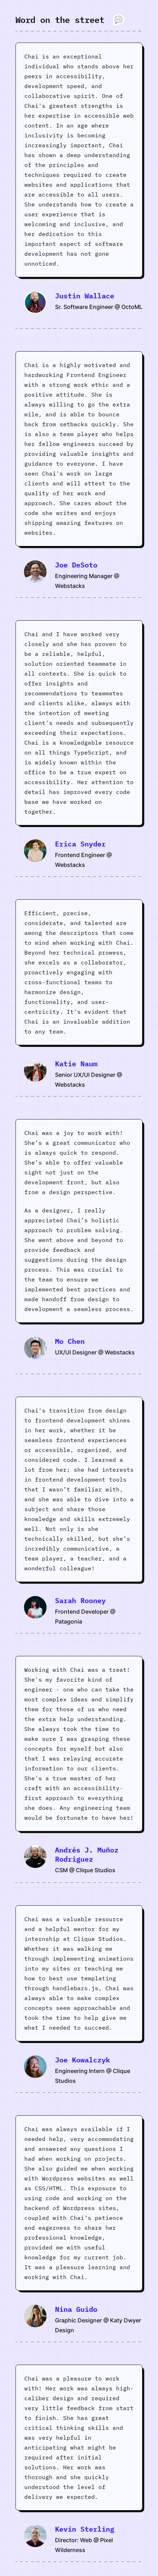 Word on the street 💬
Chai is an exceptional
individual who stands above her
peers in accessibility,
development speed, and
collaborative spirit. One of
Chai's greatest strengths is
her expertise in accessible web
content. In an age where
inclusivity is becoming
increasingly important, Chai
has shown a deep understanding
of the principles and
techniques required to create
websites and applications that
are accessible to all users.
She understands how to create a
user experience that is
welcoming and inclusive, and
her dedication to this
important aspect of software
development has not gone
unnoticed.
Justin Wallace
Sr. Software Engineer @ OctoML
Chai is a highly motivated and
hardworking Frontend Engineer
with a strong work ethic and a
positive attitude. She is
always willing to go the extra
mile, and is able to bounce
back from setbacks quickly. She
is also a team player who helps
her fellow engineers succeed by
providing valuable insights and
guidance to everyone. I have
seen Chai's work on large
clients and will attest to the
quality of her work and
approach. She cares about the
code she writes and enjoys
shipping amazing features on
websites.
Joe DeSoto
Engineering Manager @
Webstacks
Chai and I have worked very
closely and she has proven to
be a reliable, helpful,
solution oriented teammate in
all contexts. She is quick to
offer insights and
recommendations to teammates
and clients alike, always with
the intention of meeting
client's needs and subsequently
exceeding their expectations.
Chai is a knowledgable resource
on all things TypeScript, and
is widely known within the
office to be a true expert on
accessibility. Her attention to
detail has improved every code
base we have worked on
together.
Erica Snyder
Frontend Engineer @
Webstacks
Efficient, precise,
considerate, and talented are
among the descriptors that come
to mind when working with Chai.
Beyond her technical prowess,
she excels as a collaborator,
proactively engaging with
cross-functional teams to
harmonize design,
functionality, and user-
centricity. It's evident that
Chai is an invaluable addition
to any team.
Katie Naum
Senior UX/UI Designer @
Webstacks
Chai was a joy to work with!
She's a great communicator who
is always quick to respond.
She's able to offer valuable
sight not just on the
development front, but also
from a design perspective.
As a designer, I really
appreciated Chai's holistic
approach to problem solving.
She went above and beyond to
provide feedback and
suggestions during the design
process. This was crucial to
the team to ensure we
implemented best practices and
made handoff from design to
development a seamless process.
Mo Chen
UX/UI Designer @ Webstacks
Chai's transition from design
to frontend development shines
in her work, whether it be
seamless frontend experiences
or accessible, organized, and
considered code. I learned a
lot from her; she had interests
in frontend development tools
that I wasn't familiar with,
and she was able to dive into a
subject and share those
knowledge and skills extremely
well. Not only is she
technically skilled, but she's
incredibly communicative, a
team player, a teacher, and a
wonderful colleague!
Sarah Rooney
Frontend Developer @
Patagonia
Working with Chai was a treat!
She's my favorite kind of
engineer - one who can take the
most complex ideas and simplify
them for those of us who need
the extra help understanding.
She always took the time to
make sure I was grasping these
concepts for myself but also
that I was relaying accurate
information to our clients.
She's a true master of her
craft with an accessibility-
first approach to everything
she does. Any engineering team
would be fortunate to have her!
Andrés J. Muñoz
Rodriguez
CSM @ Clique Studios
Chai was a valuable resource
and a helpful mentor for my
internship at Clique Studios.
Whether it was walking me
through implementing animations
into my sites or teaching me
how to best use templating
through handlebars.js, Chai was
always able to make complex
concepts seem approachable and
took the time to help give me
what I needed to succeed.
Joe Kowalczyk
Engineering Intern @ Clique
Studios
Chai was always available if I
needed help, very accommodating
and answered any questions I
had when working on projects.
She also guided me when working
with Wordpress websites as well
as CSS/HTML. This exposure to
using code and working on the
backend of Wordpress sites,
coupled with Chai's patience
and eagerness to share her
professional knowledge,
provided me with useful
knowledge for my current job.
It was a pleasure learning and
working with Chai.
Nina Guido
Graphic Designer @ Katy Dwyer
Design
Chai was a pleasure to work
with! Her work was always high-
caliber design and required
very little feedback from start
to finish. She has great
critical thinking skills and
was very helpful in
anticipating what might be
required after initial
solutions. Her work was
thorough and she quickly
understood the level of
delivery we expected.
Kevin Sterling
Director: Web @ Pixel
Wilderness